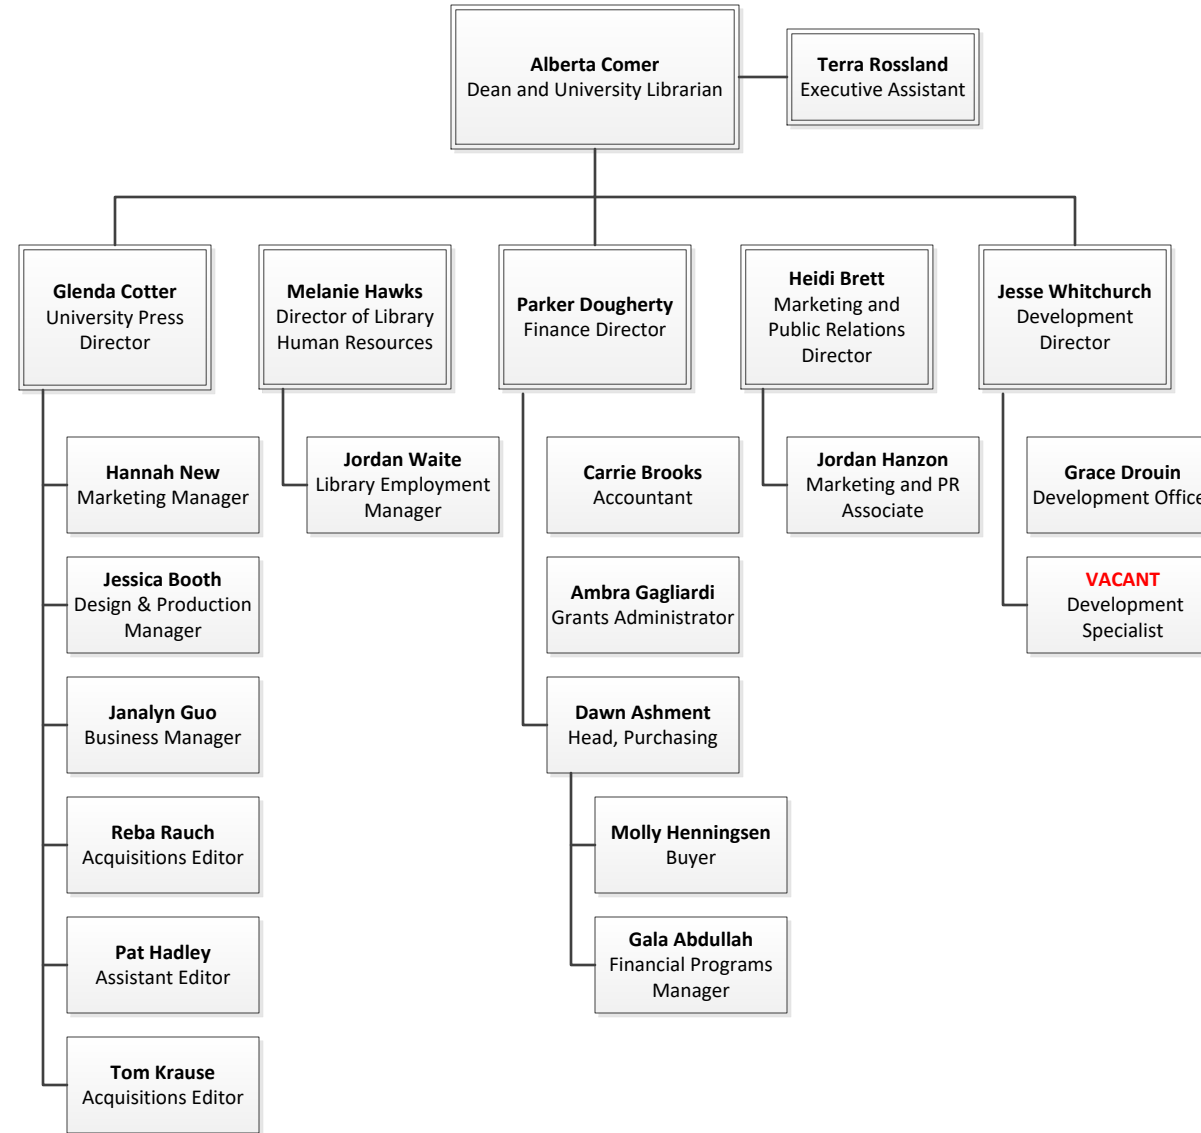 Alberta Comer
Dean and University Librarian
Terra Rossland
Executive Assistant
Glenda Cotter
University Press
Director
Melanie Hawks
Director of Library
Human Resources
Parker Dougherty
Finance Director
Heidi Brett
Marketing and
Public Relations
Director
Jesse Whitchurch
Development
Director
Hannah New
Marketing Manager
Jessica Booth
Design & Production
Manager
Janalyn Guo
Business Manager
Reba Rauch
Acquisitions Editor
Pat Hadley
Assistant Editor
Tom Krause
Acquisitions Editor
Jordan Waite
Library Employment
Manager
Carrie Brooks
Accountant
Ambra Gagliardi
Grants Administrator
Dawn Ashment
Head, Purchasing
Molly Henningsen
Buyer
Gala Abdullah
Financial Programs
Manager
Jordan Hanzon
Marketing and PR
Associate
Grace Drouin
Development Office
VACANT
Development
Specialist